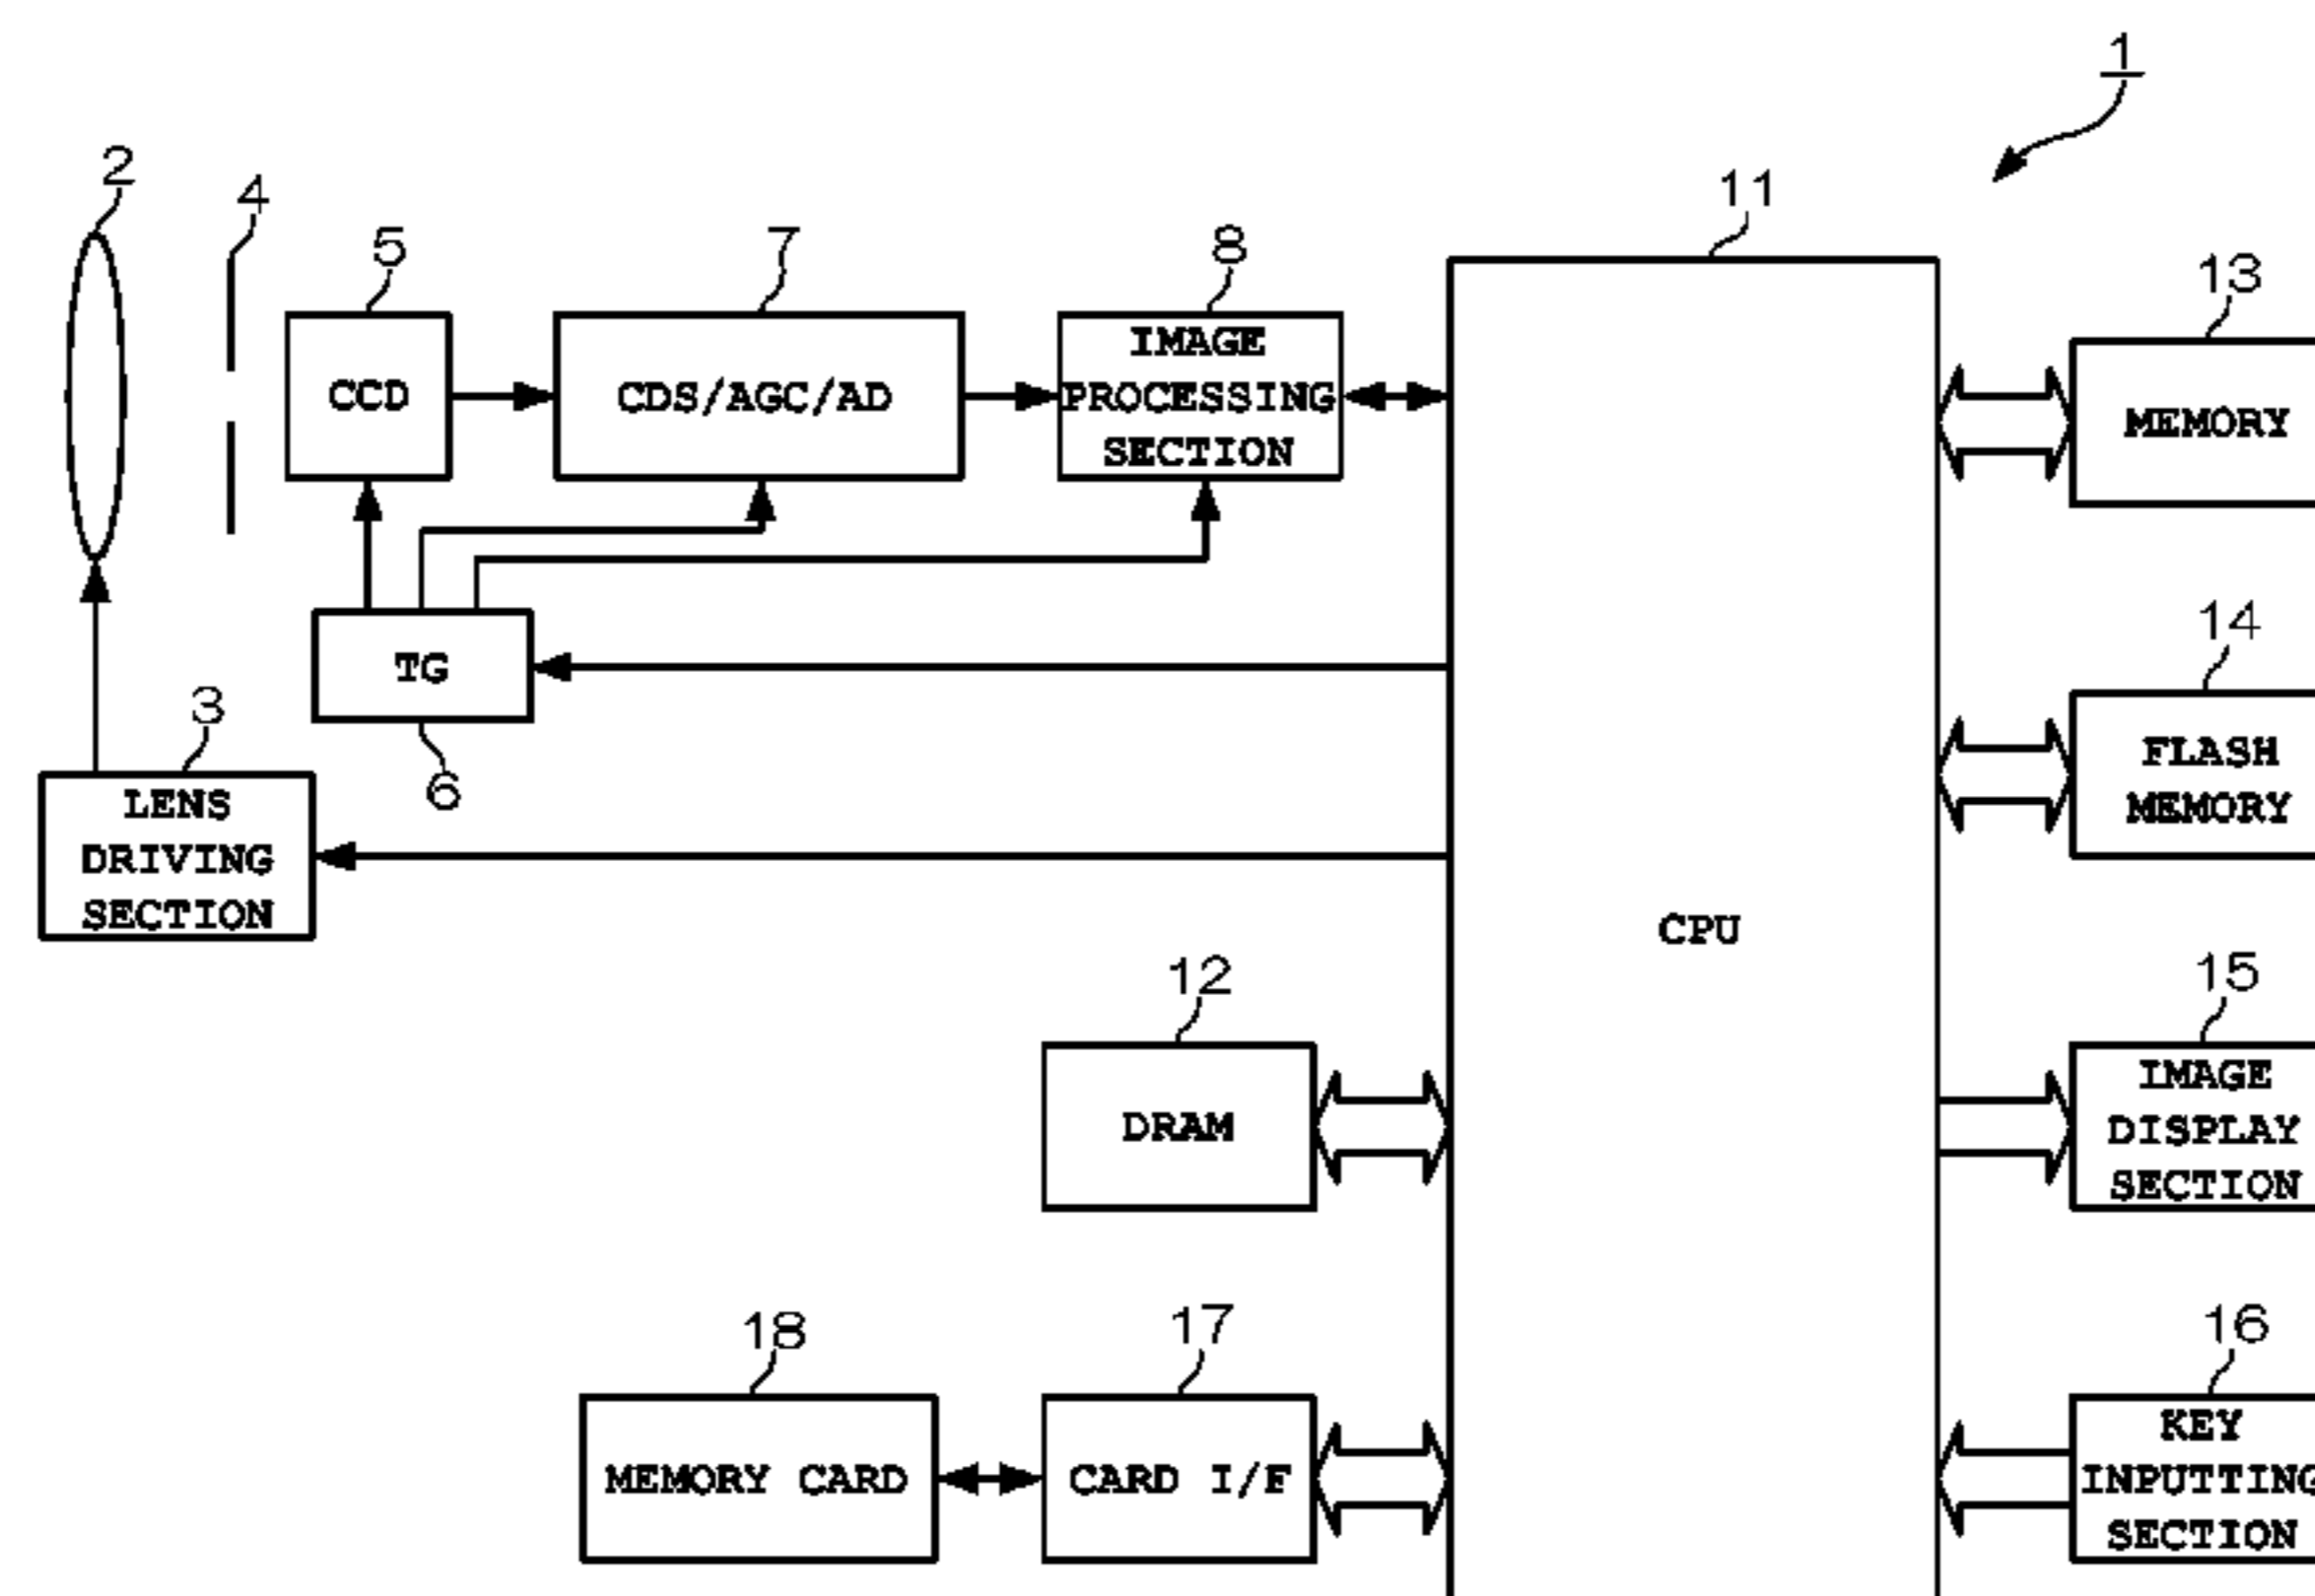 1
2
4
5
7
8
11
13
CCD
CDS/AGC/AD
IMAGE
PROCESSING
SECTION
MEMORY
TG
6
14
FLASH
MEMORY
3
LENS
DRIVING
SECTION
CPU
12
DRAM
15
IMAGE
DISPLAY
SECTION
18
MEMORY CARD
17
CARD I/F
16
KEY
INPUTTING
SECTION